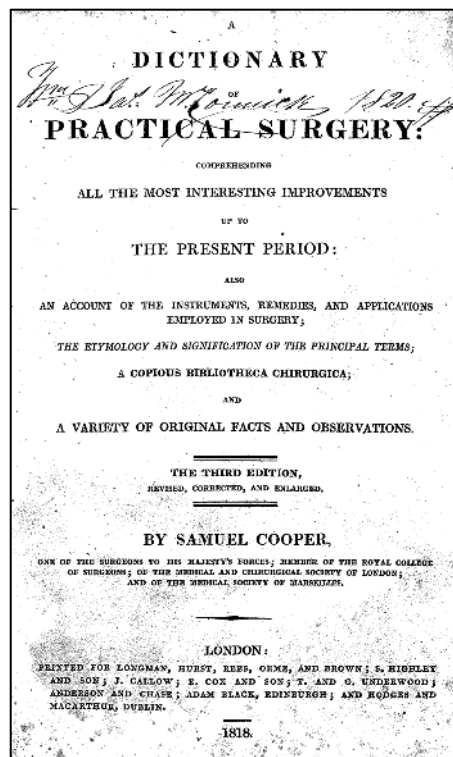 A
DICTIONARY
OF
M.Cormick 1820.
PRACTICAL SURGERY:
COMPREHENDING
ALL THE MOST INTERESTING IMPROVEMENTS
UP TO
THE PRESENT PERIOD:
ALSO
AN ACCOUNT OF THE INSTRUMENTS, REMEDIES, AND APPLICATIONS
EMPLOYED IN SURGERY;
THE ETYMOLOGY AND SIGNIFICATION OF THE PRINCIPAL TERMS;
A COPIOUS BIBLIOTHECA CHIRURGICA;
AND
A VARIETY OF ORIGINAL FACTS AND OBSERVATIONS.
THE THIRD EDITION,
REVISED, CORRECTED, AND ENLARGED.
BY SAMUEL COOPER,
ONE OF THE SURGEONS TO HIS MAJESTY'S FORCES; MEMBER OF THE ROYAL COLLEGE
OF SURGEONS; OF THE MEDICAL AND CHIRURGICAL SOCIETY OF LONDON;
AND OF THE MEDICAL SOCIETY OF MARSEILLES.
LONDON:
PRINTED FOR LONGMAN, HURST, REES, ORME, AND BROWN; S. HIGHLEY
AND SON; J. CALLOW; E. COX AND SON; T. AND G. UNDERWOOD;
ANDERSON AND CHASE; ADAM BLACK, EDINBURGH; AND HODGES AND
MACARTHUR, DUBLIN.
1818.